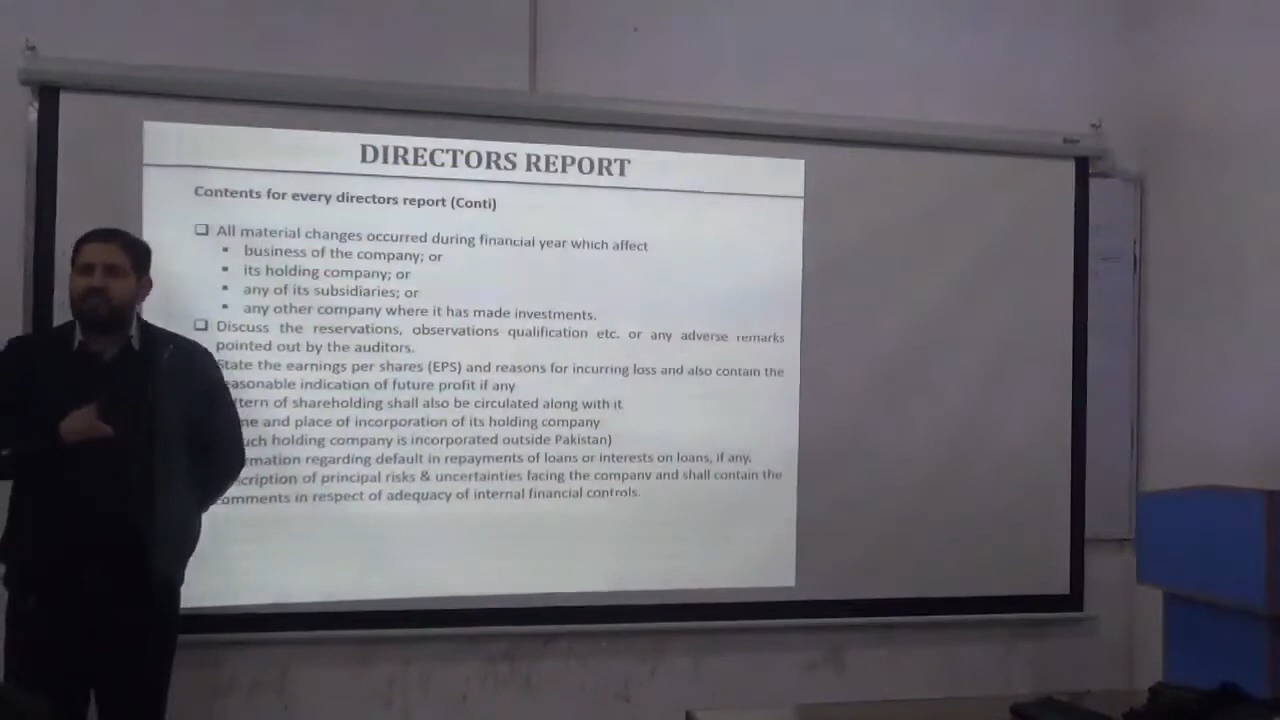 DIRECTORS REPORT
Contents for every directors report (Conti)
❑ All material changes occurred during financial year which affect
▪ business of the company; or
▪ its holding company; or
▪ any of its subsidiaries; or
▪ any other company where it has made investments.
❑ Discuss the reservations, observations qualification etc. or any adverse remarks
pointed out by the auditors.
State the earnings per shares (EPS) and reasons for incurring loss and also contain the
easonable indication of future profit if any
tern of shareholding shall also be circulated along with it
me and place of incorporation of its holding company
uch holding company is incorporated outside Pakistan)
rmation regarding default in repayments of loans or interests on loans, if any.
cription of principal risks & uncertainties facing the company and shall contain the
omments in respect of adequacy of internal financial controls.